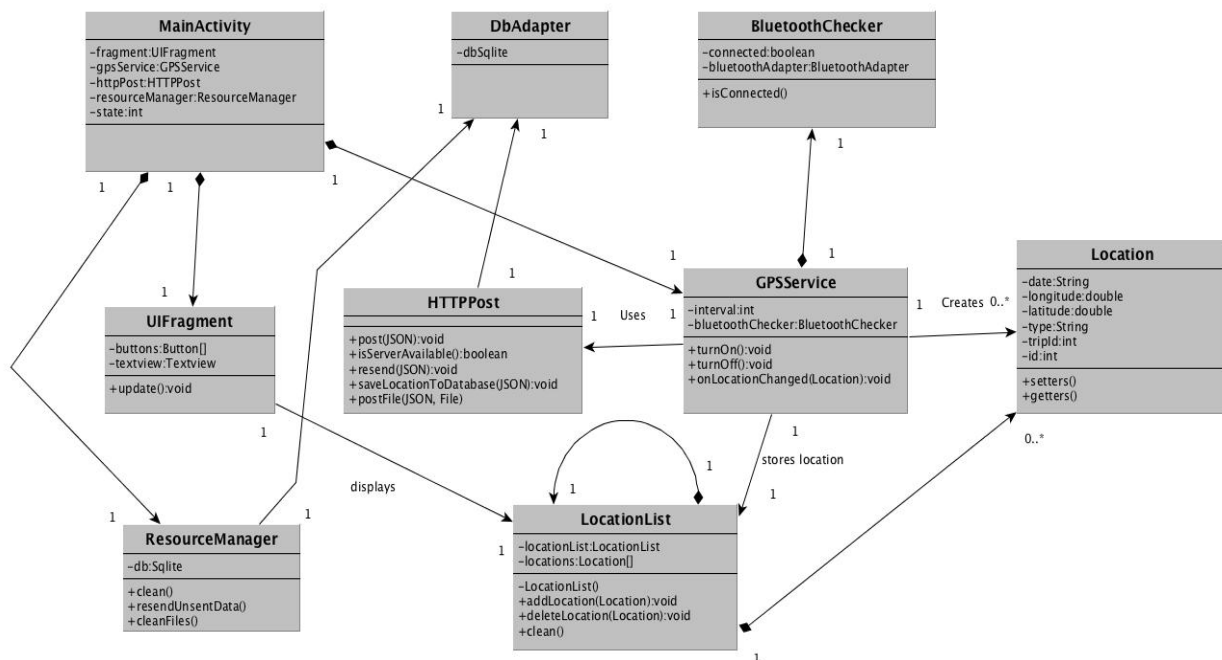 MainActivity
-fragment:UIFragment
-gpsService:GPSService
-httpPost:HTTPPost
-resourceManager:ResourceManager
-state:int
DbAdapter
-dbSqlite
BluetoothChecker
-connected:boolean
-bluetoothAdapter:BluetoothAdapter
+isConnected()
1
1
1
1
1
1
1
1
1
1
UIFragment
-buttons:Button[]
-textview:Textview
+update():void
1
1
HTTPPost
+post(JSON):void
+isServerAvailable():boolean
+resend(JSON):void
+saveLocationToDatabase(JSON):void
+postFile(JSON, File)
1
Uses
1
GPSService
-interval:int
-bluetoothChecker:BluetoothChecker
+turnOn():void
+turnOff():void
+onLocationChanged(Location):void
1
Creates
0..*
Location
-date:String
-longitude:double
-latitude:double
-type:String
-tripId:int
-id:int
+setters()
+getters()
0..*
1
stores location
1
displays
1
1
1
1
1
ResourceManager
-db:Sqlite
+clean()
+resendUnsentData()
+cleanFiles()
LocationList
-locationList:LocationList
-locations:Location[]
-LocationList()
+addLocation(Location):void
+deleteLocation(Location):void
+clean()
1